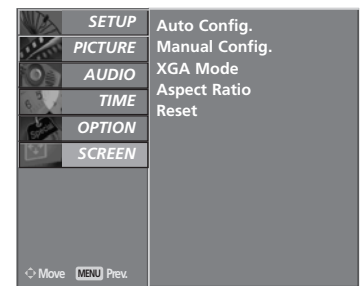 SETUP
PICTURE
AUDIO
TIME
OPTION
SCREEN
Auto Config.
Manual Config.
XGA Mode
Aspect Ratio
Reset
Move MENU Prev.